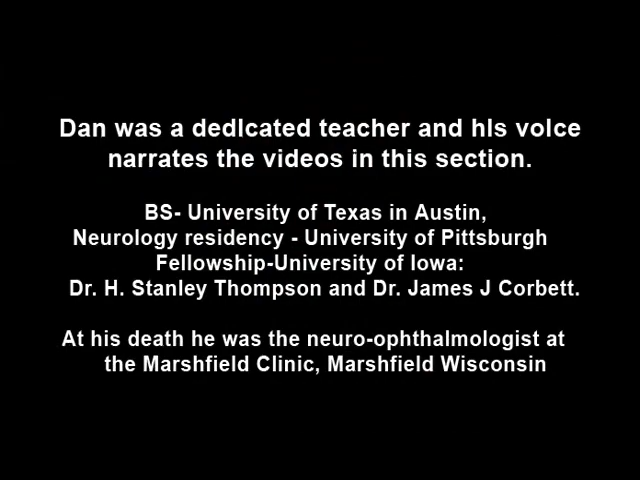 Dan was a dedicated teacher and his voice
narrates the videos in this section.
BS- University of Texas in Austin,
Neurology residency - University of Pittsburgh
Fellowship-University of Iowa:
Dr. H. Stanley Thompson and Dr. James J Corbett.
At his death he was the neuro-ophthalmologist at
the Marshfield Clinic, Marshfield Wisconsin